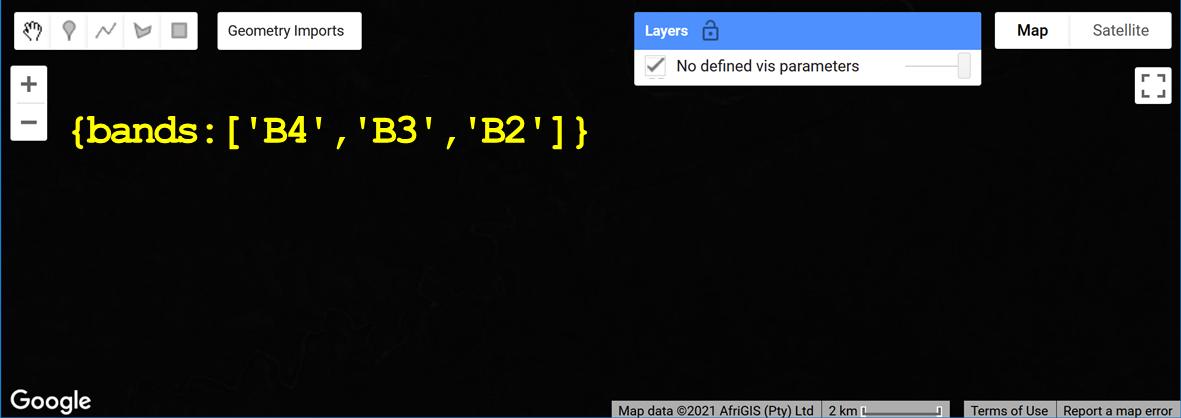 Geometry Imports
Layers
Map Satellite
No defined vis parameters
+
−
{bands:['B4','B3','B2']}
Google
Map data ©2021 AfriGIS (Pty) Ltd 2 km Terms of Use Report a map error